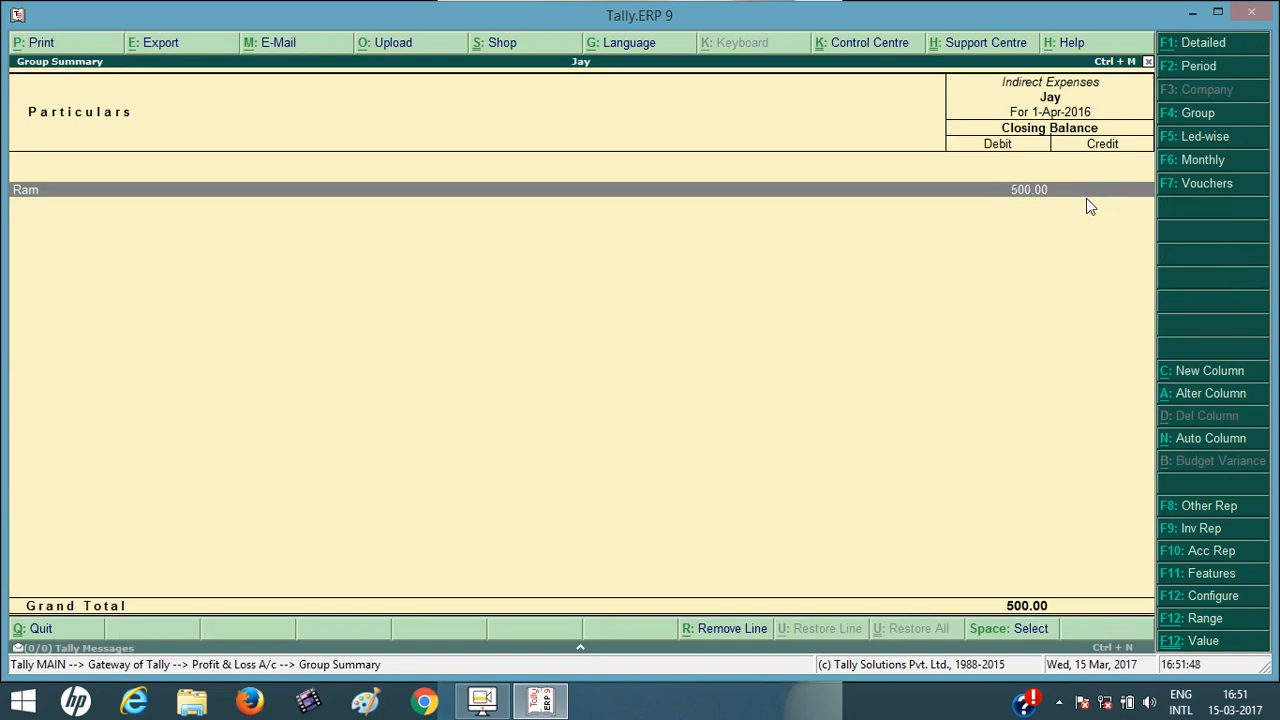 Tally.ERP 9
P: Print E: Export M: E-Mail O: Upload S: Shop G: Language K: Keyboard K: Control Centre H: Support Centre H: Help
Group Summary Jay Ctrl + M
Particulars
Indirect Expenses
Jay
For 1-Apr-2016
Closing Balance
Debit Credit
Ram 500.00
Grand Total 500.00
F1: Detailed
F2: Period
F3: Company
F4: Group
F5: Led-wise
F6: Monthly
F7: Vouchers
C: New Column
A: Alter Column
D: Del Column
N: Auto Column
B: Budget Variance
F8: Other Rep
F9: Inv Rep
F10: Acc Rep
F11: Features
F12: Configure
F12: Range
F12: Value
Q: Quit R: Remove Line U: Restore Line U: Restore All Space: Select
(0/0) Tally Messages Ctrl + N
Tally MAIN --> Gateway of Tally --> Profit & Loss A/c --> Group Summary (c) Tally Solutions Pvt. Ltd., 1988-2015 Wed, 15 Mar, 2017 16:51:48
hp Tally ERP 9
ENG
INTL
16:51
15-03-2017